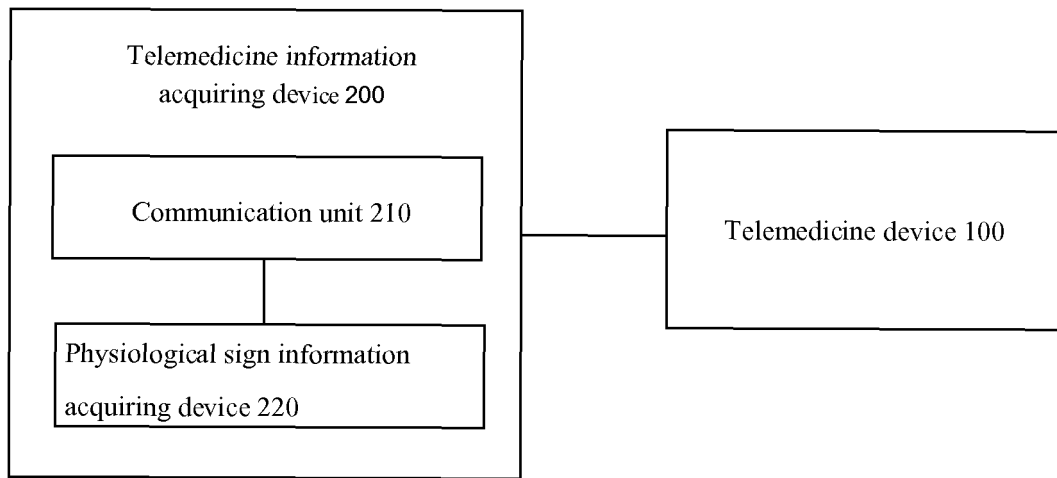 Telemedicine information
acquiring device 200
Communication unit 210
Telemedicine device 100
Physiological sign information
acquiring device 220